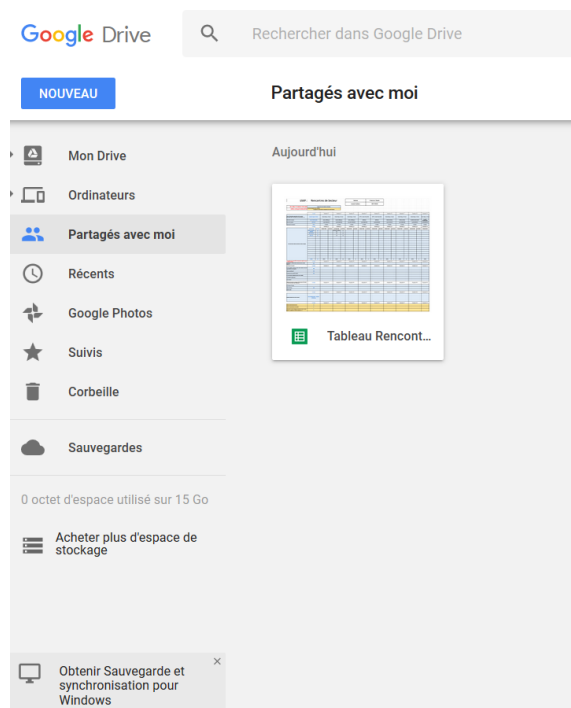 Google Drive
Rechercher dans Google Drive
NOUVEAU
Partagés avec moi
Mon Drive
Ordinateurs
Partagés avec moi
Récents
Google Photos
Suivis
Corbeille
Sauvegardes
0 octet d'espace utilisé sur 15 Go
Acheter plus d'espace de
stockage
Obtenir Sauvegarde et
synchronisation pour
Windows
Aujourd'hui
Tableau Rencont...